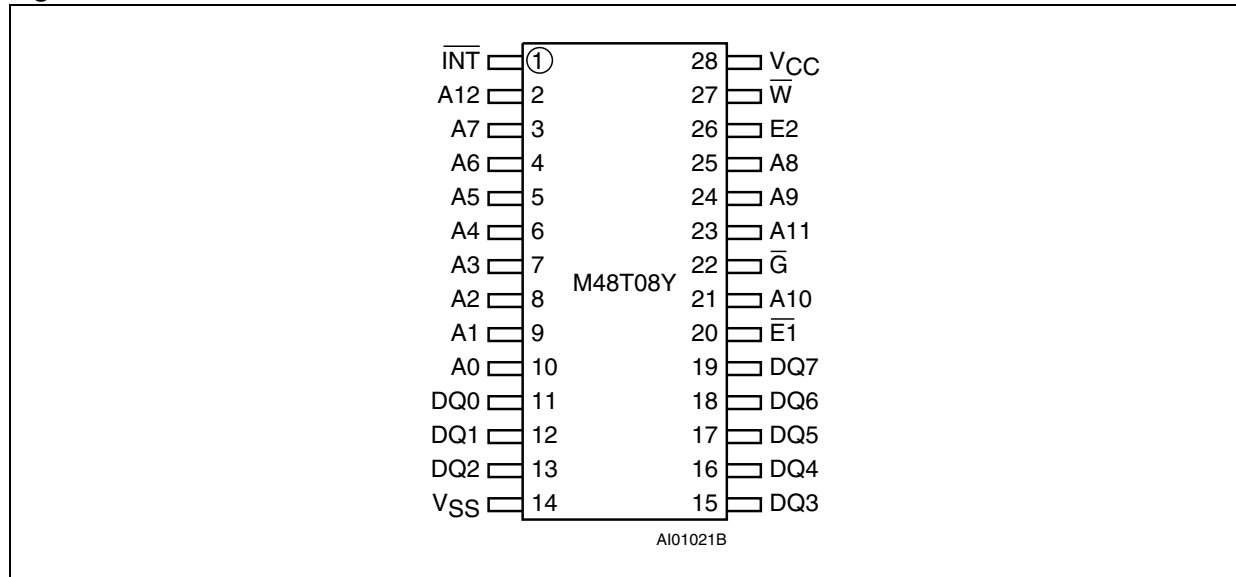 I̅N̅T̅ 1 28 VCC
A12 2 27 W̅
A7 3 26 E2
A6 4 25 A8
A5 5 24 A9
A4 6 23 A11
A3 7 22 G̅
M48T08Y
A2 8 21 A10
A1 9 20 E̅1̅
A0 10 19 DQ7
DQ0 11 18 DQ6
DQ1 12 17 DQ5
DQ2 13 16 DQ4
VSS 14 15 DQ3
AI01021B